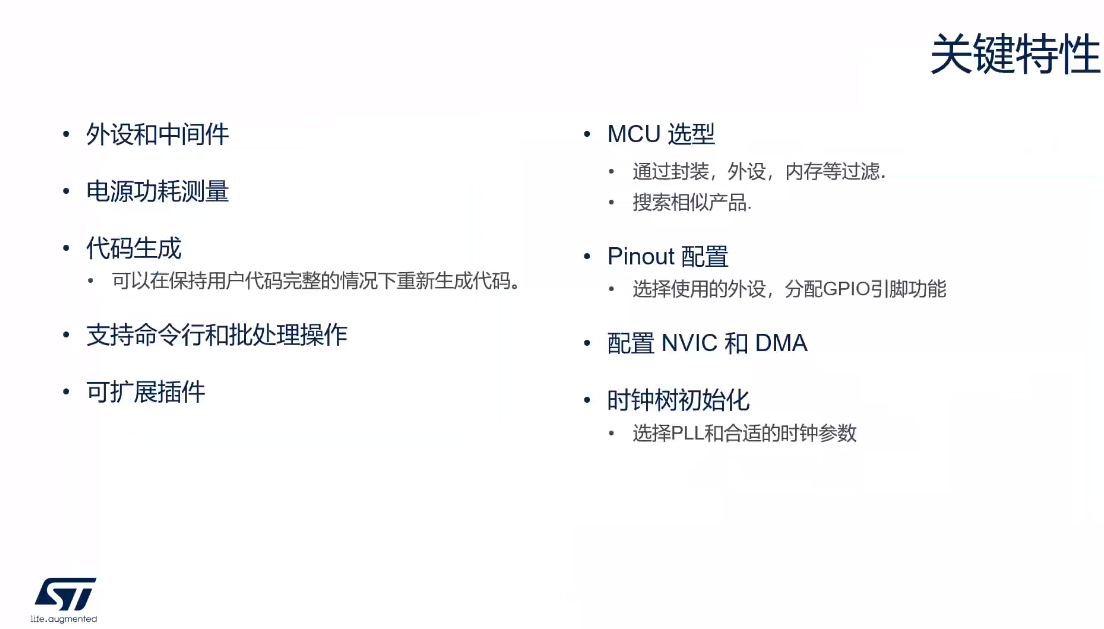 关键特性
• 外设和中间件
• 电源功耗测量
• 代码生成
• 可以在保持用户代码完整的情况下重新生成代码。
• 支持命令行和批处理操作
• 可扩展插件
• MCU 选型
• 通过封装，外设，内存等过滤.
• 搜索相似产品.
• Pinout 配置
• 选择使用的外设，分配GPIO引脚功能
• 配置 NVIC 和 DMA
• 时钟树初始化
• 选择PLL和合适的时钟参数
ST
life.augmented